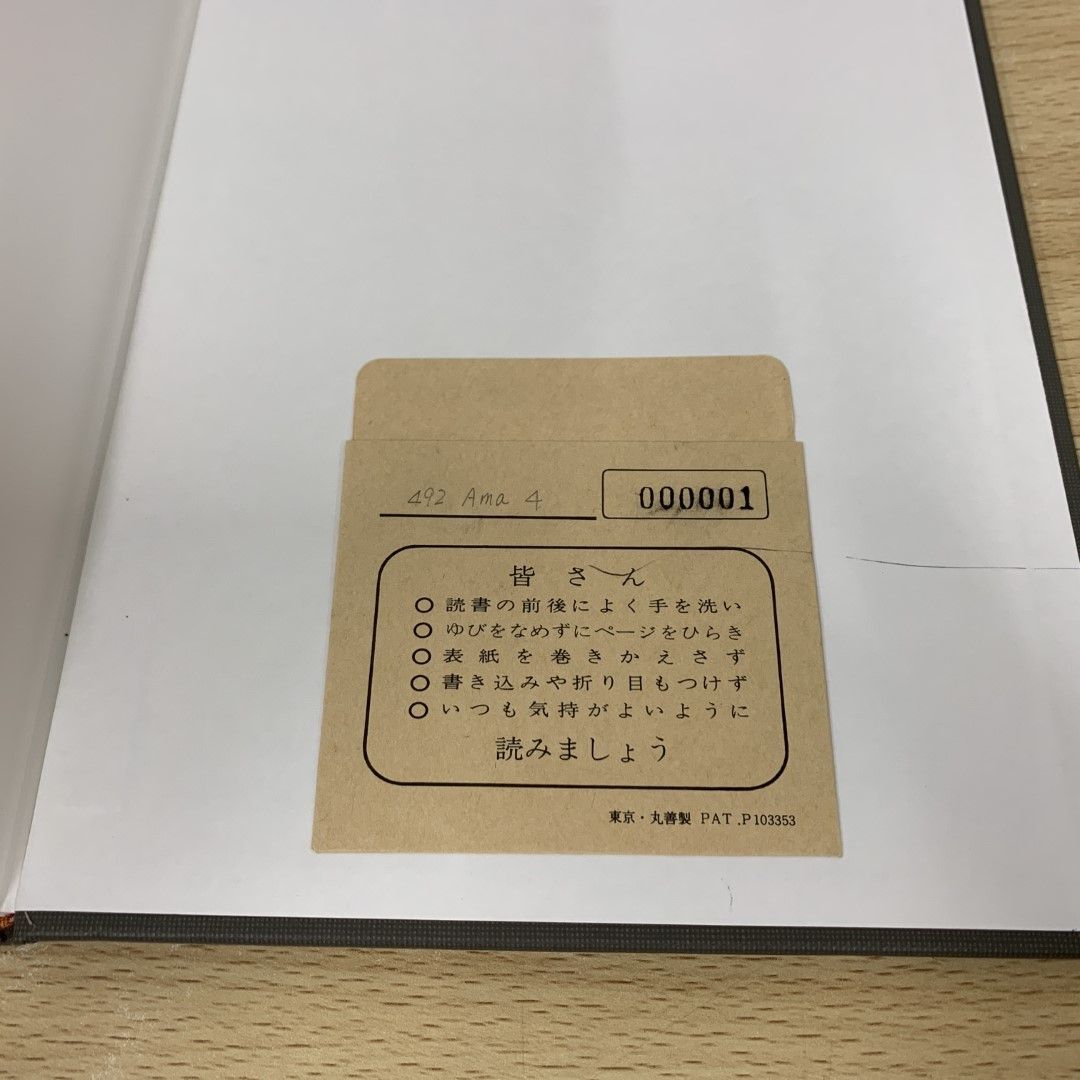 492 Ama 4
000001
皆さん
○ 読書の前後によく手を洗い
○ ゆびをなめずにページをひらき
○ 表紙を巻きかえさず
○ 書き込みや折り目もつけず
○ いつも気持がよいように
読みましょう
東京・丸善製 PAT.P103353